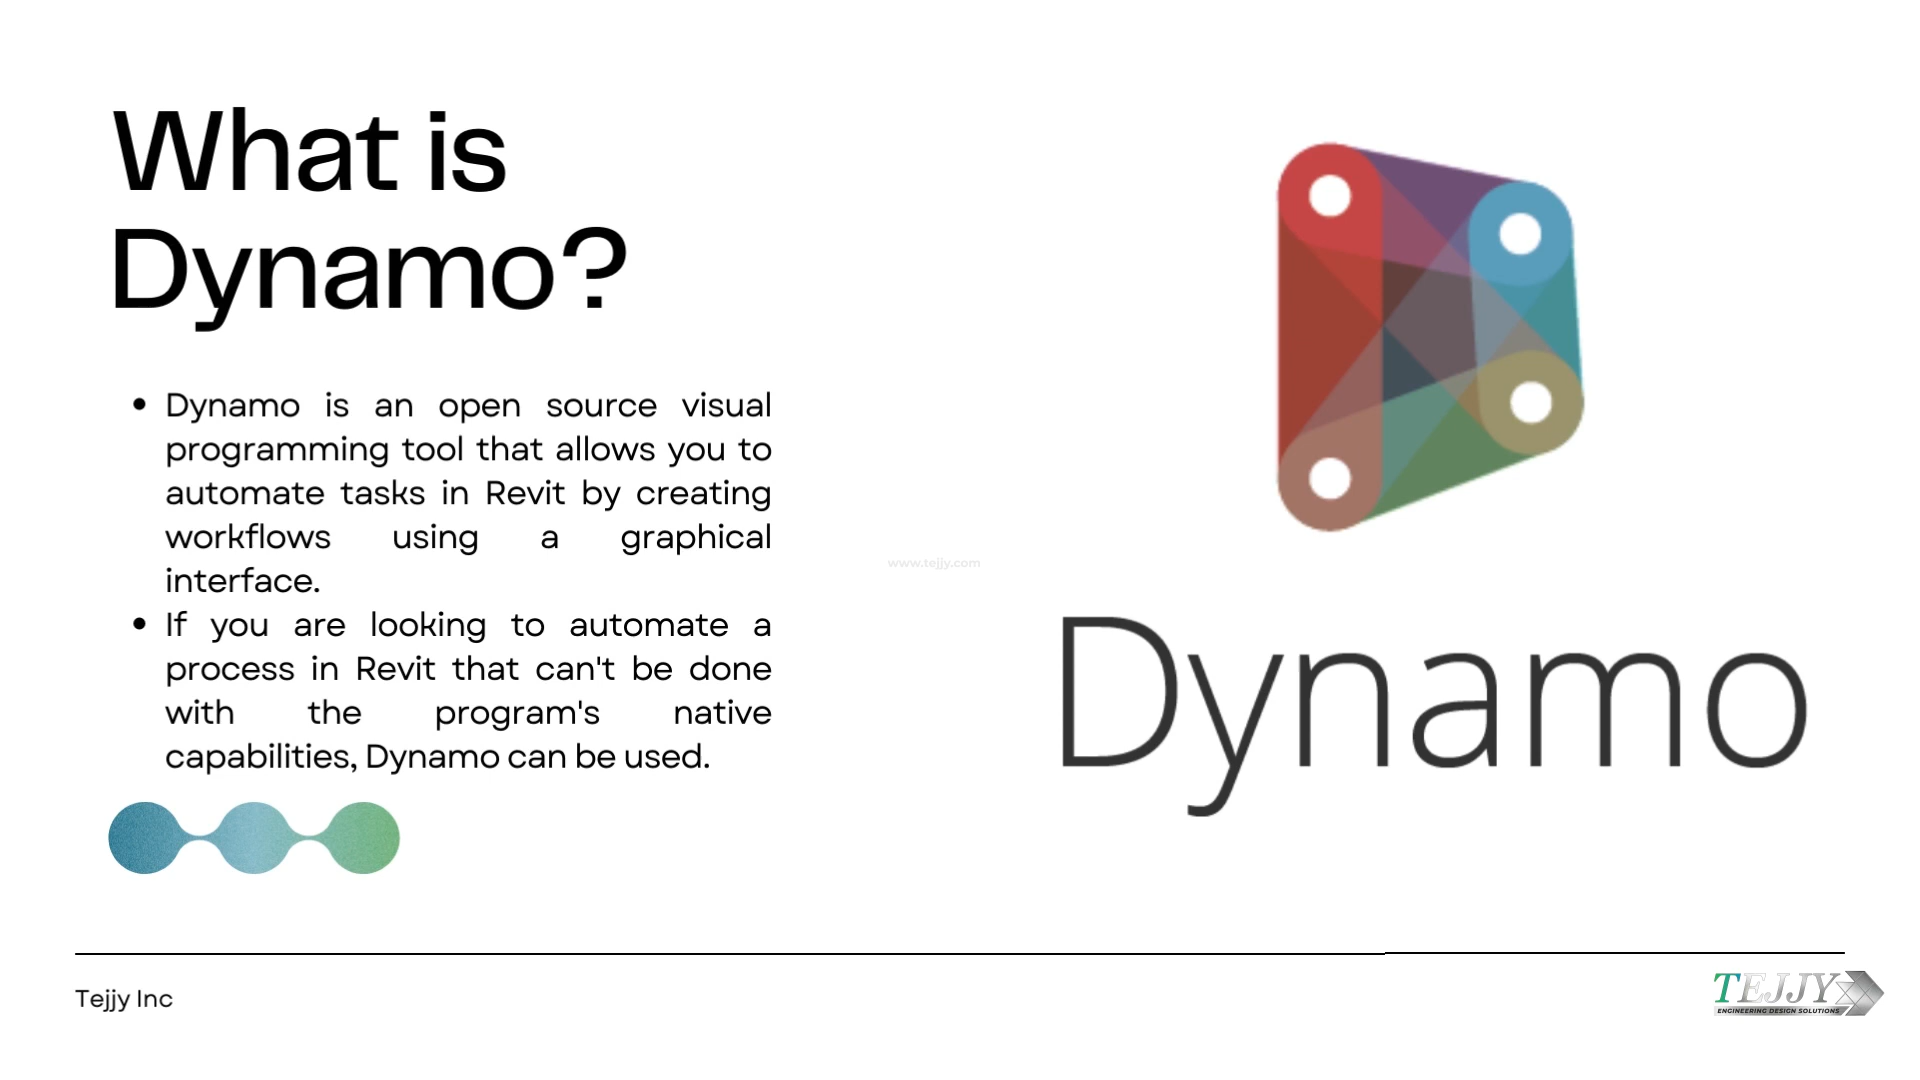 What is
Dynamo?
• Dynamo is an open source visual
programming tool that allows you to
automate tasks in Revit by creating
workflows using a graphical
interface.
• If you are looking to automate a
process in Revit that can't be done
with the program's native
capabilities, Dynamo can be used.
www.tejjy.com
Dynamo
Tejjy Inc
TEJJY
ENGINEERING DESIGN SOLUTIONS